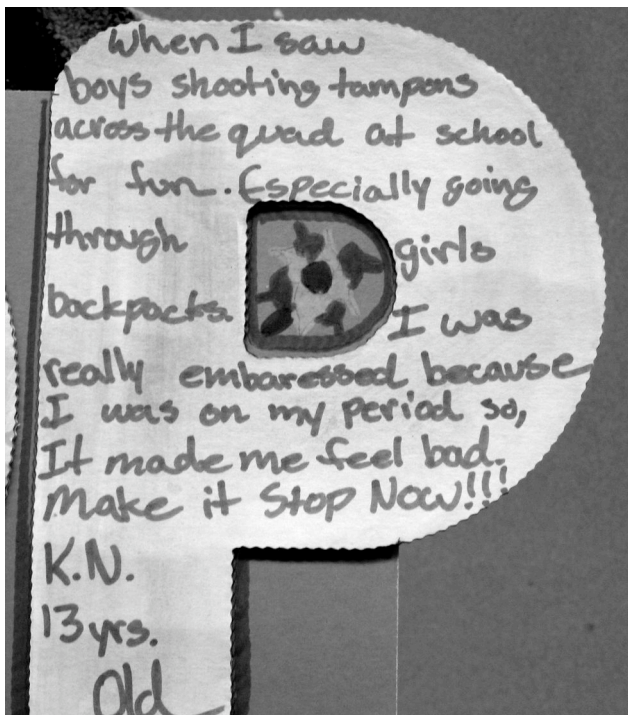 When I saw
boys shooting tampons
across the quad at school
for fun. Especially going
through girls
backpacks. I was
really embaressed because
I was on my period so,
It made me feel bad.
Make it Stop Now!!!
K.N.
13 yrs.
Old